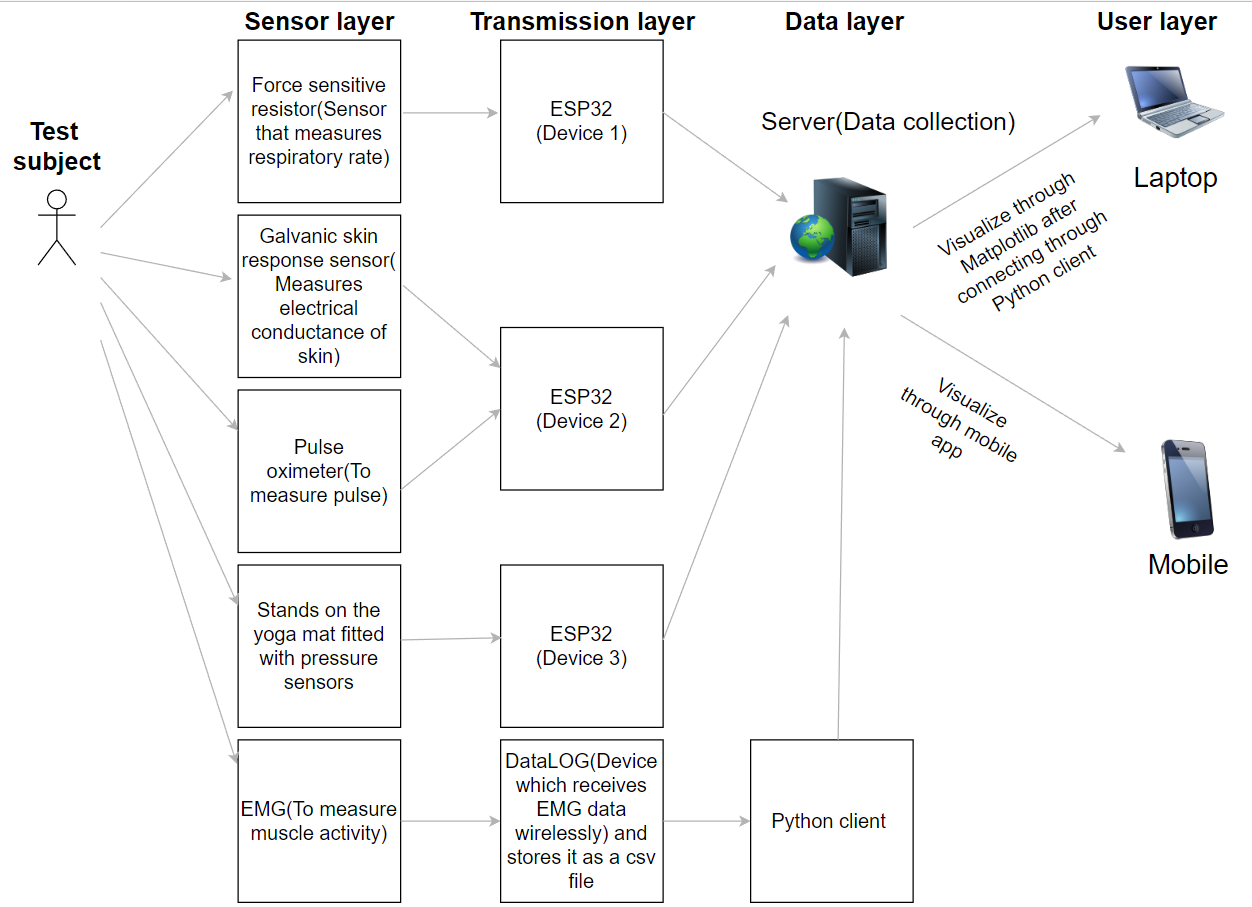 Sensor layer
Transmission layer
Data layer
User layer
Test
subject
Force sensitive
resistor(Sensor
that measures
respiratory rate)
ESP32
(Device 1)
Server(Data collection)
Laptop
Galvanic skin
response sensor(
Measures
electrical
conductance of
skin)
ESP32
(Device 2)
Visualize through
Matplotlib after
connecting through
Python client
Pulse
oximeter(To
measure pulse)
Visualize
through mobile
app
Mobile
Stands on the
yoga mat fitted
with pressure
sensors
ESP32
(Device 3)
EMG(To measure
muscle activity)
DataLOG(Device
which receives
EMG data
wirelessly) and
stores it as a csv
file
Python client